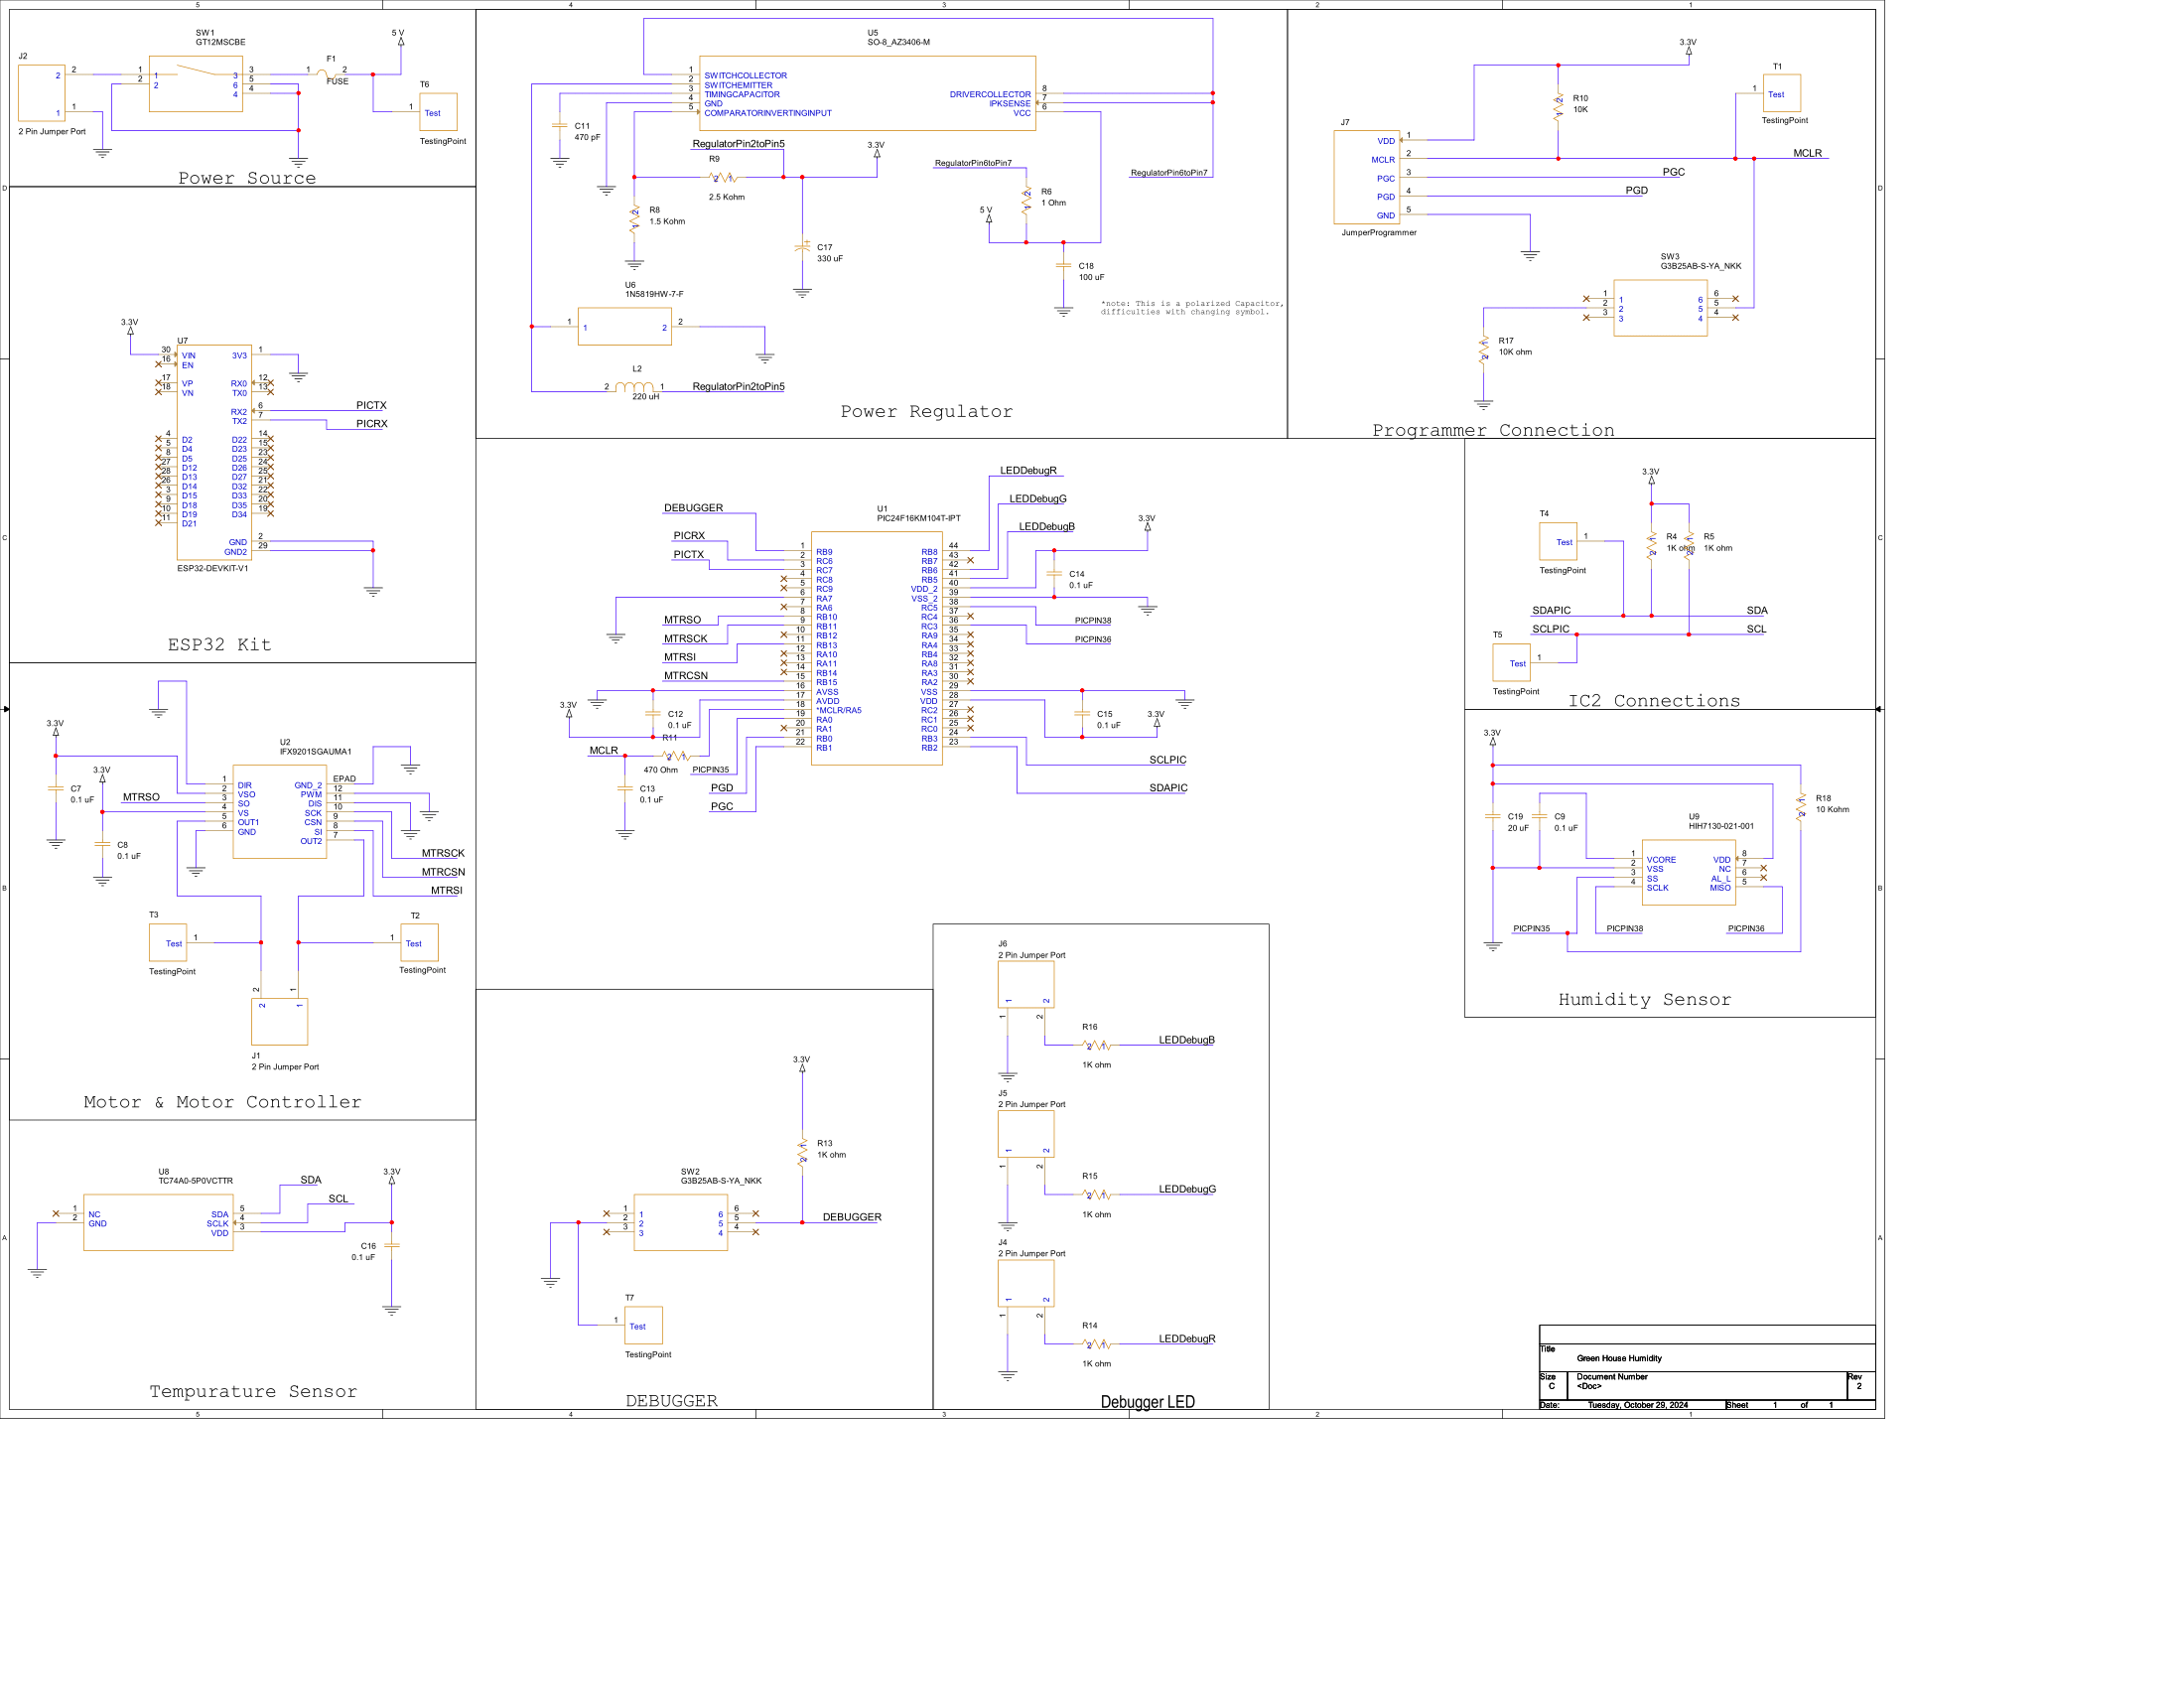 5 4 3 2 1
SW1
GT12MSCBE
J2
2
1
2
1
1
2
1
2
3
6
4
3
5
4
F1
1 2
FUSE
5 V
T6
1 Test
TestingPoint
2 Pin Jumper Port
Power Source
U5
SO-8_AZ3406-M
1 SWITCHCOLLECTOR
2 SWITCHEMITTER
3 TIMINGCAPACITOR
4 GND
5 COMPARATORINVERTINGINPUT
DRIVERCOLLECTOR 8
IPKSENSE 7
VCC 6
C11
470 pF
RegulatorPin2toPin5
R9
2 1
2.5 Kohm
3.3V
R8
1.5 Kohm
2
1
C17
330 uF
RegulatorPin6toPin7
R6
1 Ohm
2
1
5 V
C18
100 uF
RegulatorPin6toPin7
*note: This is a polarized Capacitor,
difficulties with changing symbol.
U6
1N5819HW-7-F
1 1 2 2
L2
2 1
220 uH
RegulatorPin2toPin5
Power Regulator
3.3V
T1
1 Test
TestingPoint
R10
10K
2
1
J7
VDD 1
MCLR 2
PGC 3
PGD 4
GND 5
JumperProgrammer
MCLR
PGC
PGD
SW3
G3B25AB-S-YA_NKK
1 1 6 6
2 2 5 5
3 3 4 4
R17
10K ohm
1
2
Programmer Connection
D D
3.3V
U7
30 VIN 3V3 1
16 EN
17 VP RX0 12
18 VN TX0 13
RX2 6
TX2 7
PICTX
PICRX
4 D2 D22 14
5 D4 D23 15
8 D5 D25 23
27 D12 D26 24
28 D13 D27 25
26 D14 D32 21
3 D15 D33 22
9 D18 D35 20
10 D19 D34 19
11 D21
GND 2
GND2 29
ESP32-DEVKIT-V1
ESP32 Kit
C C
U1
PIC24F16KM104T-IPT
DEBUGGER
PICRX
PICTX
MTRSO
MTRSCK
MTRSI
MTRCSN
1 RB9 RB8 44
2 RC6 RB7 43
3 RC7 RB6 42
4 RC8 RB5 41
5 RC9 VDD_2 40
6 RA7 VSS_2 39
7 RA6 RC5 38
8 RB10 RC4 37
9 RB11 RC3 36
10 RB12 RA9 35
11 RB13 RA4 34
12 RA10 RB4 33
13 RA11 RA8 32
14 RB14 RA3 31
15 RB15 RA2 30
16 AVSS VSS 29
17 AVDD VDD 28
18 *MCLR/RA5 RC2 27
19 RA0 RC1 26
20 RA1 RC0 25
21 RB0 RB3 24
22 RB1 RB2 23
LEDDebugR
LEDDebugG
LEDDebugB
3.3V
C14
0.1 uF
PICPIN38
PICPIN36
3.3V
C12
0.1 uF
R11
2 1
470 Ohm
MCLR
PICPIN35
C13
0.1 uF
PGD
PGC
C15
0.1 uF
3.3V
SCLPIC
SDAPIC
3.3V
T4
Test 1
TestingPoint
R4
1K ohm
1
2
R5
1K ohm
1
2
SDAPIC SDA
SCLPIC SCL
T5
Test 1
TestingPoint
IC2 Connections
3.3V
3.3V
C7
0.1 uF
C8
0.1 uF
MTRSO
U2
IFX9201SGAUMA1
1 DIR GND_2 EPAD
2 VSO PWM 12
3 SO DIS 11
4 VS SCK 10
5 OUT1 CSN 9
6 GND SI 8
OUT2 7
MTRSCK
MTRCSN
MTRSI
T3
Test 1
TestingPoint
T2
1 Test
TestingPoint
2 1
2 1
J1
2 Pin Jumper Port
Motor & Motor Controller
3.3V
C19
20 uF
C9
0.1 uF
U9
HIH7130-021-001
1 VCORE VDD 8
2 VSS NC 7
3 SS AL_L 6
4 SCLK MISO 5
R18
10 Kohm
1
2
PICPIN35 PICPIN38 PICPIN36
Humidity Sensor
B B
U8
TC74A0-5P0VCTTR
1 NC SDA 5
2 GND SCLK 4
VDD 3
SDA
SCL
3.3V
C16
0.1 uF
Tempurature Sensor
3.3V
R13
1K ohm
1
2
SW2
G3B25AB-S-YA_NKK
1 1 6 6
2 2 5 5
3 3 4 4
DEBUGGER
T7
1 Test
TestingPoint
DEBUGGER
J6
2 Pin Jumper Port
1 2
1 2
R16
2 1
1K ohm
LEDDebugB
J5
2 Pin Jumper Port
1 2
1 2
R15
2 1
1K ohm
LEDDebugG
J4
2 Pin Jumper Port
1 2
1 2
R14
2 1
1K ohm
LEDDebugR
Debugger LED
A A
Title
Green House Humidity
Size Document Number Rev
C <Doc> 2
Date: Tuesday, October 29, 2024 Sheet 1 of 1
5 4 3 2 1